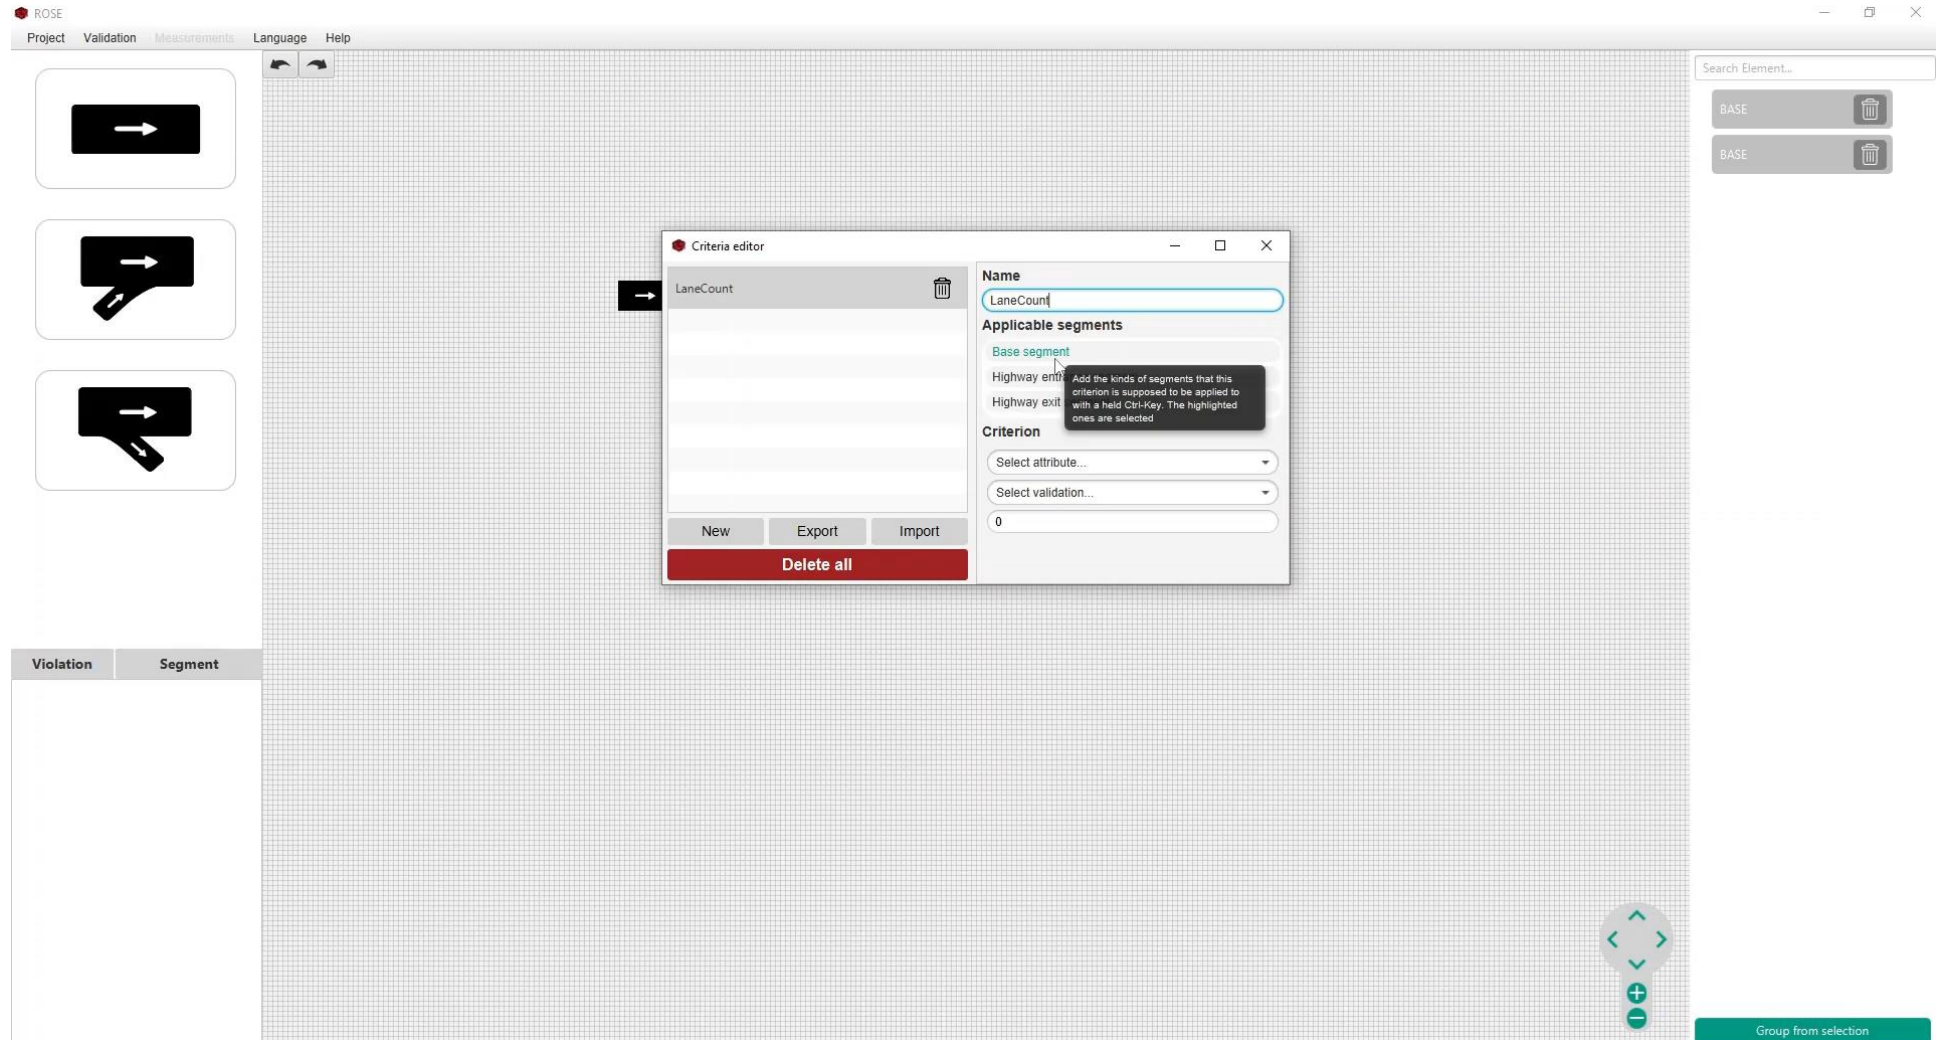 ROSE
Project Validation Measurements Language Help
Search Element...
BASE
BASE
Criteria editor
LaneCount
New Export Import
Delete all
Name
LaneCount
Applicable segments
Base segment
Highway
Highway exit
Add the kinds of segments that this
criterion is supposed to be applied to
with a held Ctrl-Key. The highlighted
ones are selected
Criterion
Select attribute...
Select validation...
0
Violation Segment
Group from selection